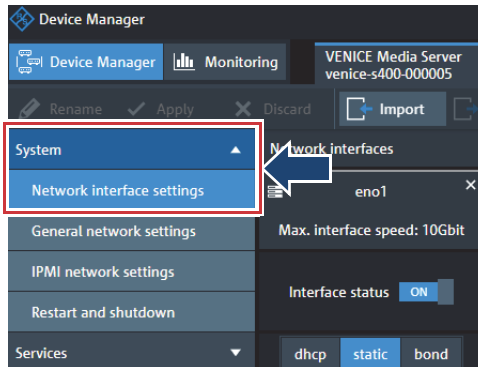 Device Manager
Device Manager
Monitoring
VENICE Media Server
venice-s400-000005
Rename
Apply
Discard
Import
System
Network interfaces
Network interface settings
eno1
General network settings
Max. interface speed: 10Gbit
IPMI network settings
Interface status
ON
Restart and shutdown
Services
dhcp
static
bond